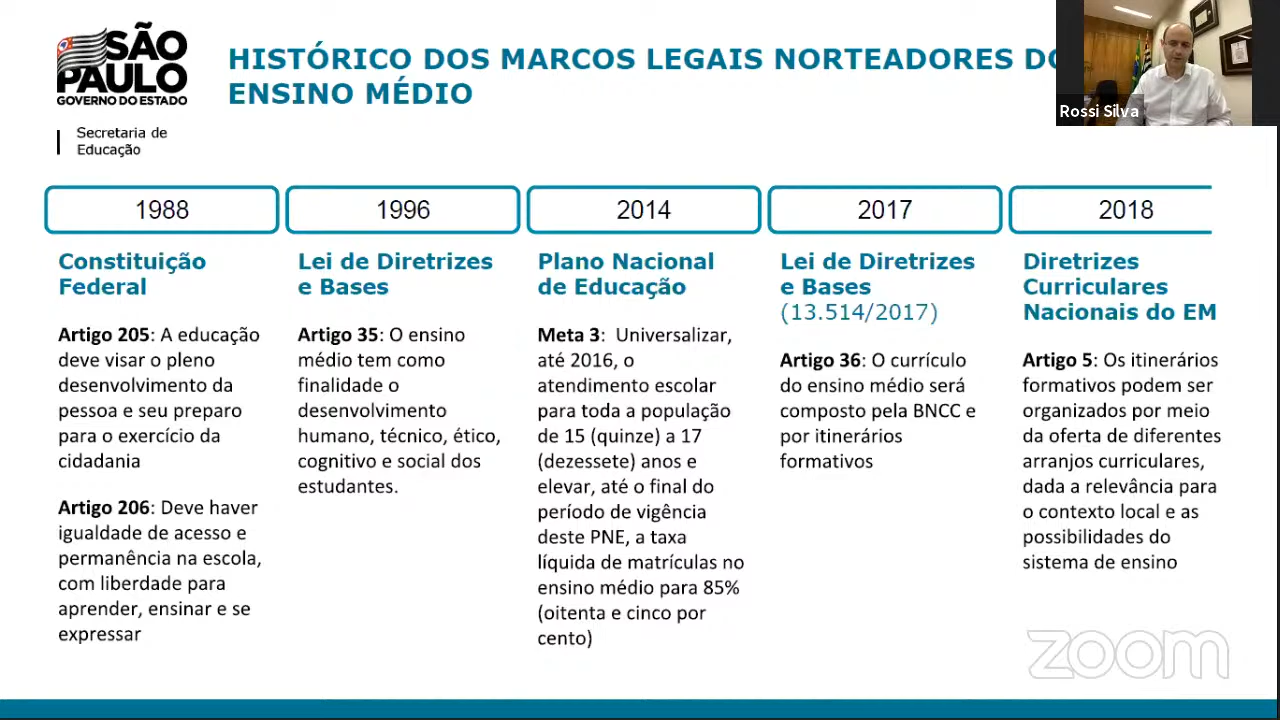 SÃO
PAULO
GOVERNO DO ESTADO
Secretaria de
Educação
HISTÓRICO DOS MARCOS LEGAIS NORTEADORES DO
ENSINO MÉDIO
Rossi Silva
1988
Constituição
Federal
Artigo 205: A educação
deve visar o pleno
desenvolvimento da
pessoa e seu preparo
para o exercício da
cidadania
Artigo 206: Deve haver
igualdade de acesso e
permanência na escola,
com liberdade para
aprender, ensinar e se
expressar
1996
Lei de Diretrizes
e Bases
Artigo 35: O ensino
médio tem como
finalidade o
desenvolvimento
humano, técnico, ético,
cognitivo e social dos
estudantes.
2014
Plano Nacional
de Educação
Meta 3: Universalizar,
até 2016, o
atendimento escolar
para toda a população
de 15 (quinze) a 17
(dezessete) anos e
elevar, até o final do
período de vigência
deste PNE, a taxa
líquida de matrículas no
ensino médio para 85%
(oitenta e cinco por
cento)
2017
Lei de Diretrizes
e Bases
(13.514/2017)
Artigo 36: O currículo
do ensino médio será
composto pela BNCC e
por itinerários
formativos
2018
Diretrizes
Curriculares
Nacionais do EM
Artigo 5: Os itinerários
formativos podem ser
organizados por meio
da oferta de diferentes
arranjos curriculares,
dada a relevância para
o contexto local e as
possibilidades do
sistema de ensino
zoom